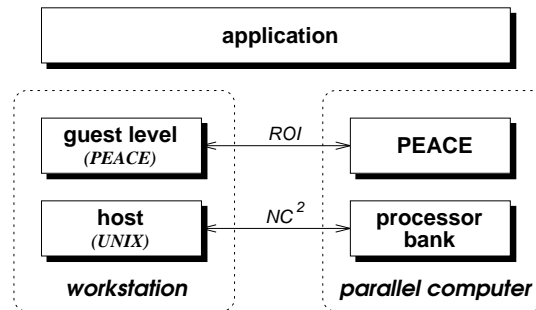 application
guest level
(PEACE)
ROI
PEACE
host
(UNIX)
NC²
processor
bank
workstation
parallel computer